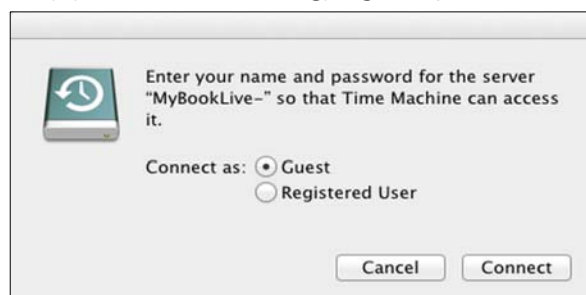 Enter your name and password for the server
“MyBookLive-” so that Time Machine can access
it.
Connect as: Guest
Registered User
Cancel Connect